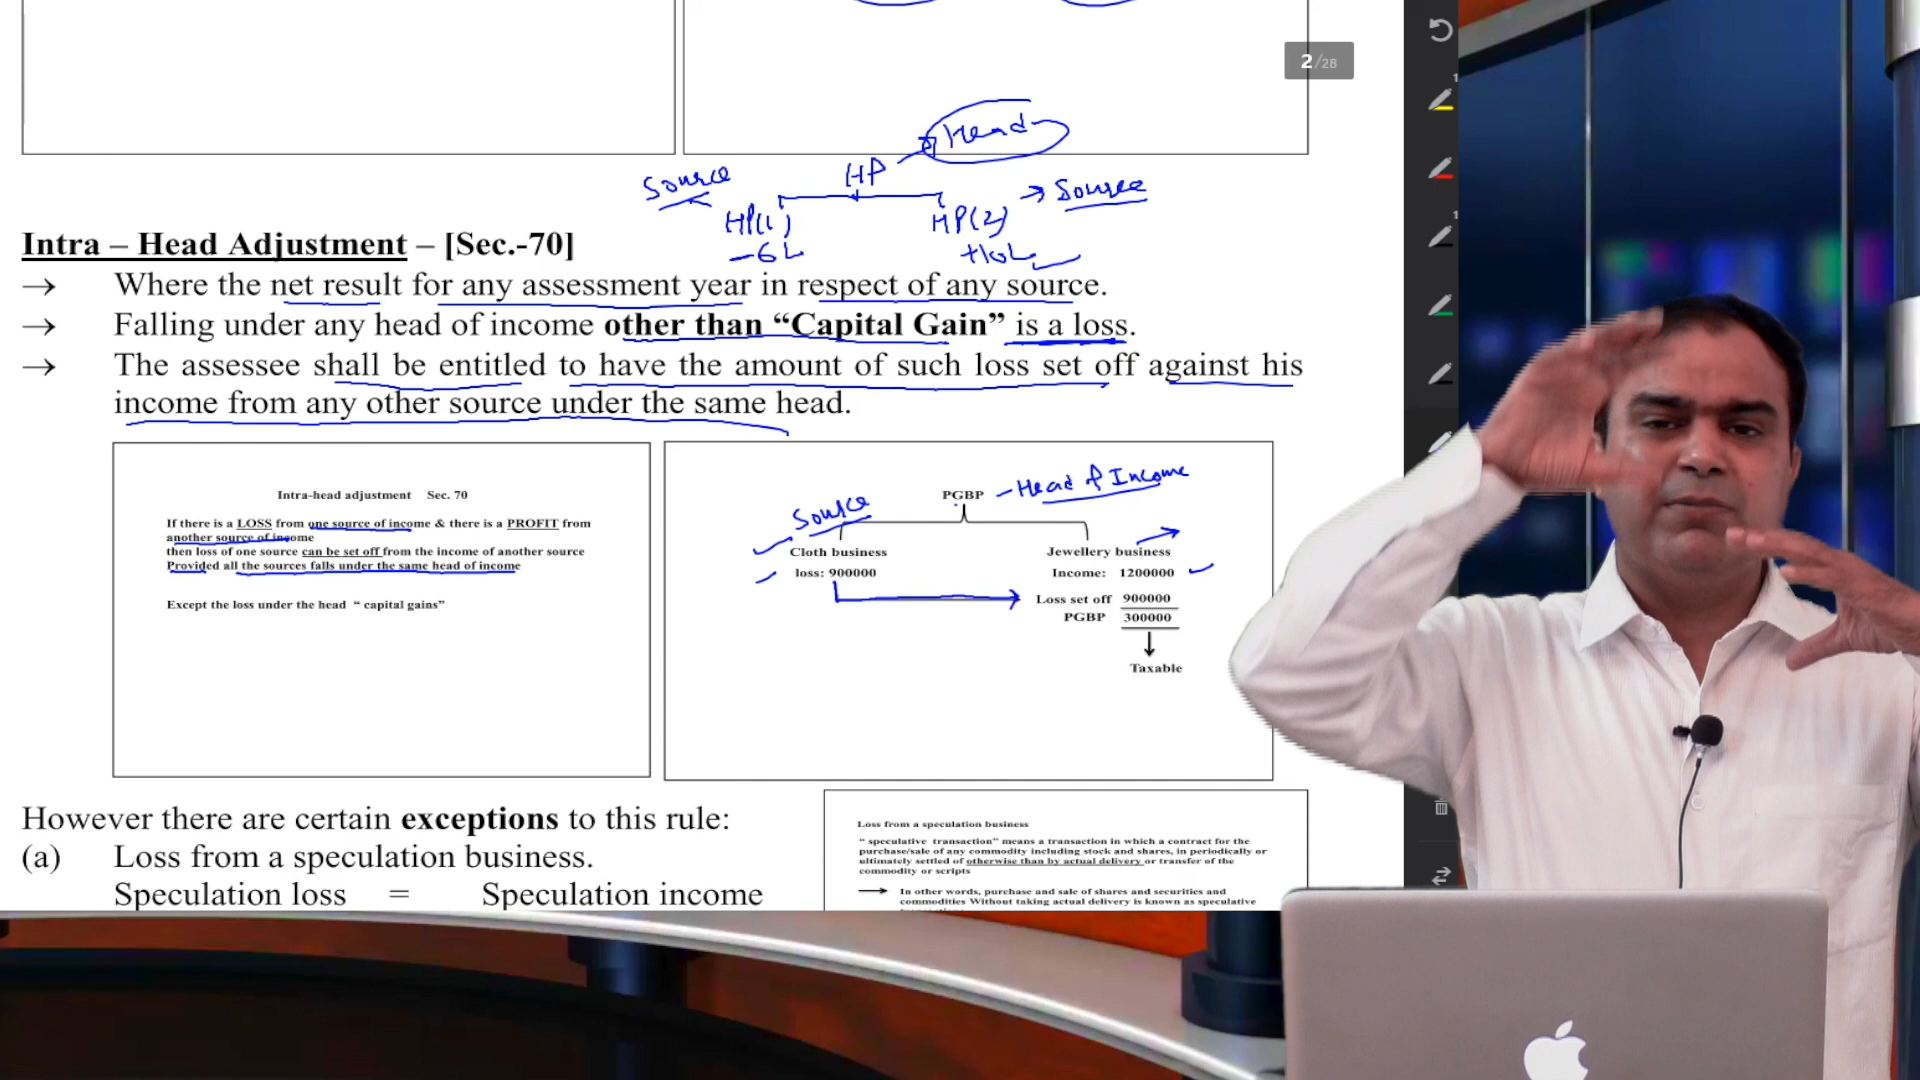 2/28
Head
HP
Source
→ Source
HP(1)
HP(2)
-6L
+10L
Intra – Head Adjustment – [Sec.-70]
→ Where the net result for any assessment year in respect of any source.
→ Falling under any head of income other than “Capital Gain” is a loss.
→ The assessee shall be entitled to have the amount of such loss set off against his
income from any other source under the same head.
Intra-head adjustment Sec. 70
If there is a LOSS from one source of income & there is a PROFIT from
another source of income
then loss of one source can be set off from the income of another source
Provided all the sources falls under the same head of income
Except the loss under the head “ capital gains”
PGBP – Head of Income
Source
Cloth business
Jewellery business
loss: 900000
Income: 1200000
Loss set off 900000
PGBP 300000
Taxable
However there are certain exceptions to this rule:
(a) Loss from a speculation business.
Speculation loss = Speculation income
Loss from a speculation business
“ speculative transaction” means a transaction in which a contract for the
purchase/sale of any commodity including stock and shares, in periodically or
ultimately settled of otherwise than by actual delivery or transfer of the
commodity or scripts
→ In other words, purchase and sale of shares and securities and
commodities Without taking actual delivery is known as speculative